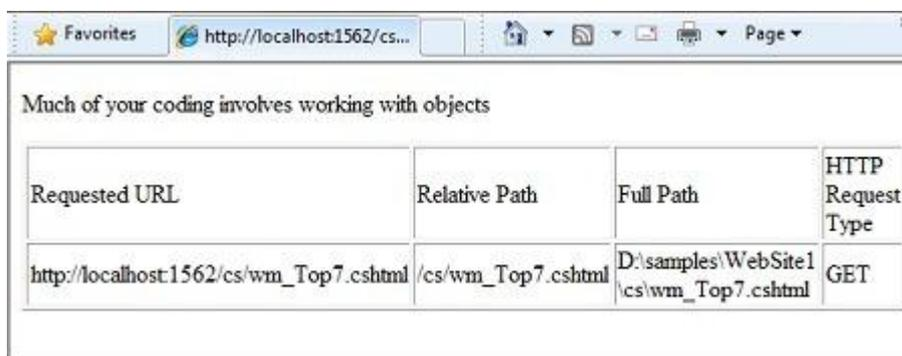 Favorites
http://localhost:1562/cs...
Page
Much of your coding involves working with objects
Requested URL
Relative Path
Full Path
HTTP
Request
Type
http://localhost:1562/cs/wm_Top7.cshtml
/cs/wm_Top7.cshtml
D:\samples\WebSite1
\cs\wm_Top7.cshtml
GET